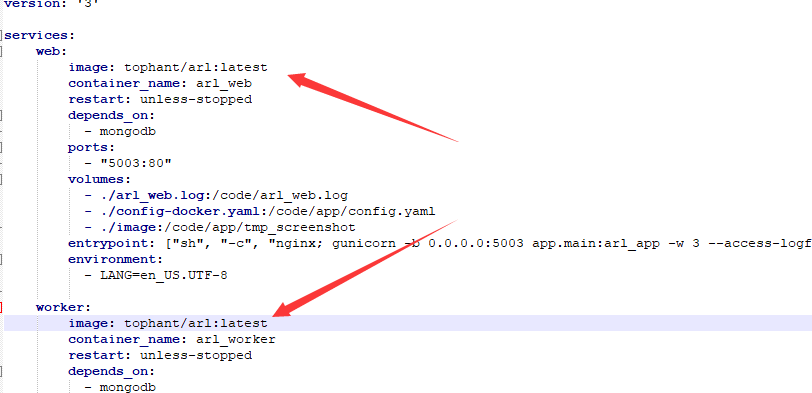 version: '3'
services:
web:
image: tophant/arl:latest
container_name: arl_web
restart: unless-stopped
depends_on:
- mongodb
ports:
- "5003:80"
volumes:
- ./arl_web.log:/code/arl_web.log
- ./config-docker.yaml:/code/app/config.yaml
- ./image:/code/app/tmp_screenshot
entrypoint: ["sh", "-c", "nginx; gunicorn -b 0.0.0.0:5003 app.main:arl_app -w 3 --access-logf
environment:
- LANG=en_US.UTF-8
worker:
image: tophant/arl:latest
container_name: arl_worker
restart: unless-stopped
depends_on:
- mongodb